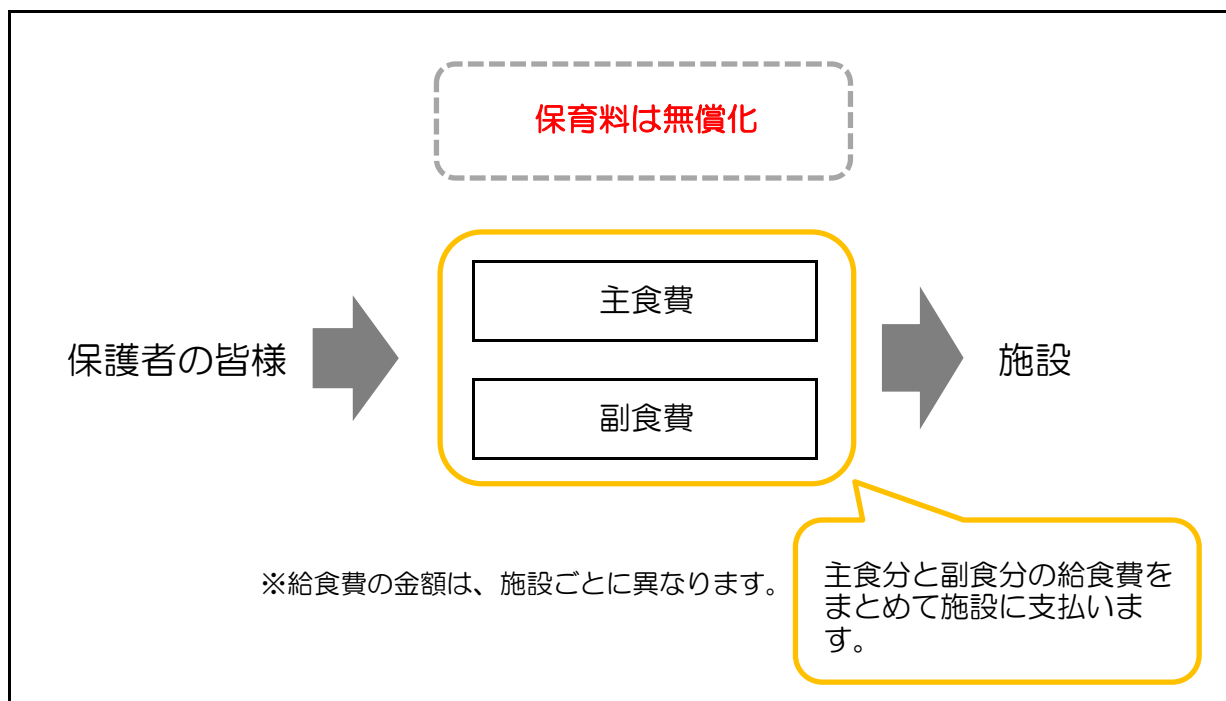 保育料は無償化
主食費
保護者の皆様
施設
副食費
※給食費の金額は、施設ごとに異なります。
主食分と副食分の給食費を
まとめて施設に支払いま
す。